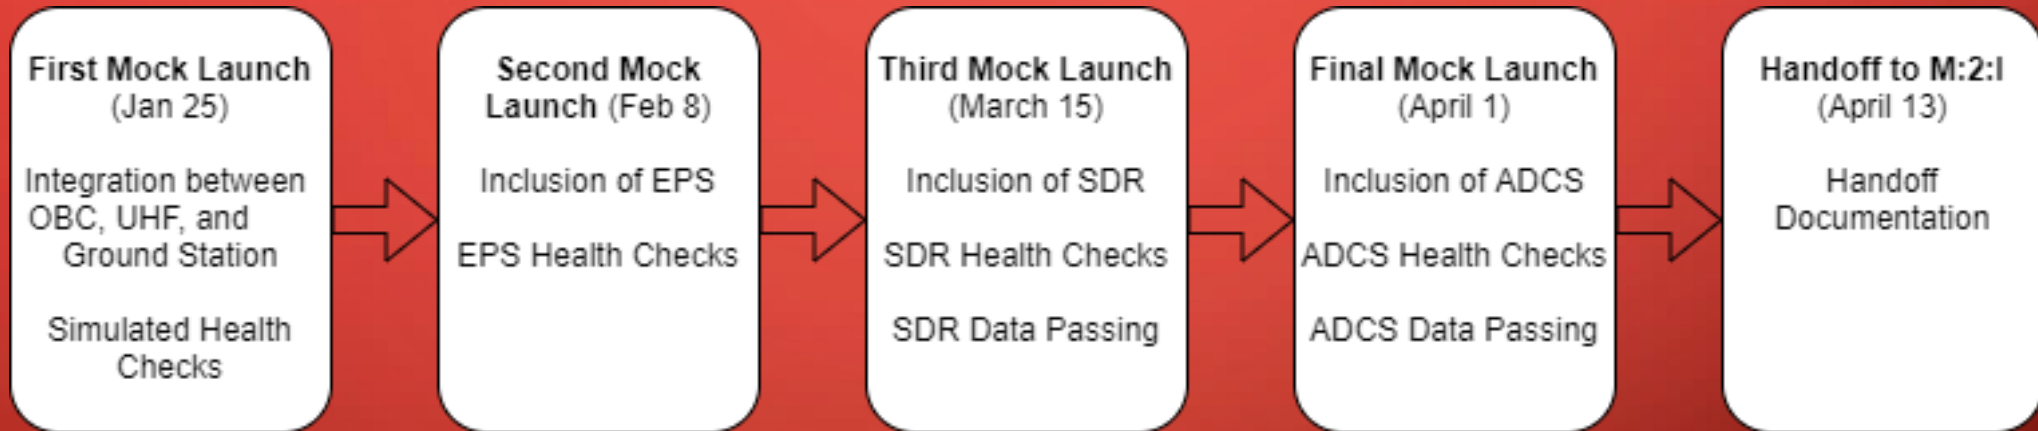 First Mock Launch
(Jan 25)
Integration between
OBC, UHF, and
Ground Station
Simulated Health
Checks
Second Mock
Launch (Feb 8)
Inclusion of EPS
EPS Health Checks
Third Mock Launch
(March 15)
Inclusion of SDR
SDR Health Checks
SDR Data Passing
Final Mock Launch
(April 1)
Inclusion of ADCS
ADCS Health Checks
ADCS Data Passing
Handoff to M:2:I
(April 13)
Handoff
Documentation